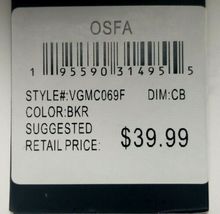 OSFA
1 95590 31495 5
STYLE#:VGMC069F DIM:CB
COLOR:BKR
SUGGESTED
RETAIL PRICE: $39.99